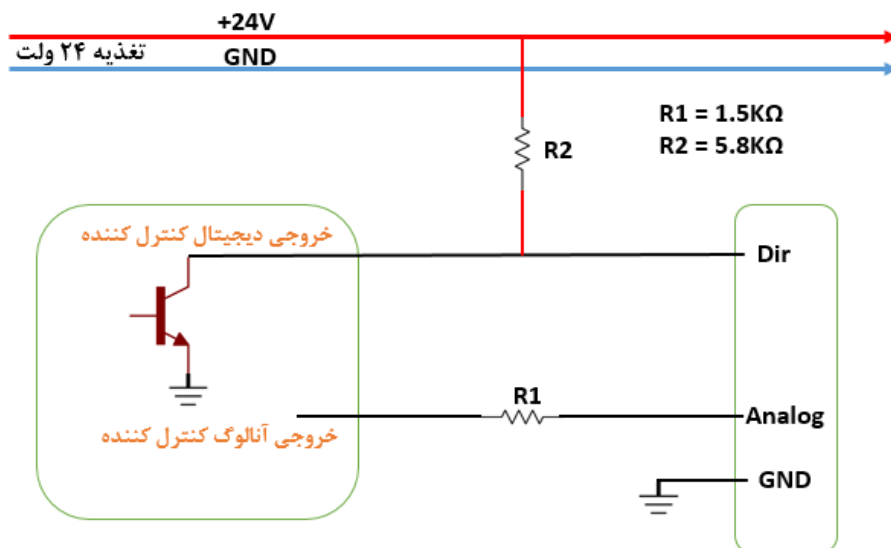 +24V
تغذیه ۲۴ ولت
GND
R1 = 1.5KΩ
R2 = 5.8KΩ
R2
خروجی دیجیتال کنترل کننده
Dir
R1
خروجی آنالوگ کنترل کننده
Analog
GND